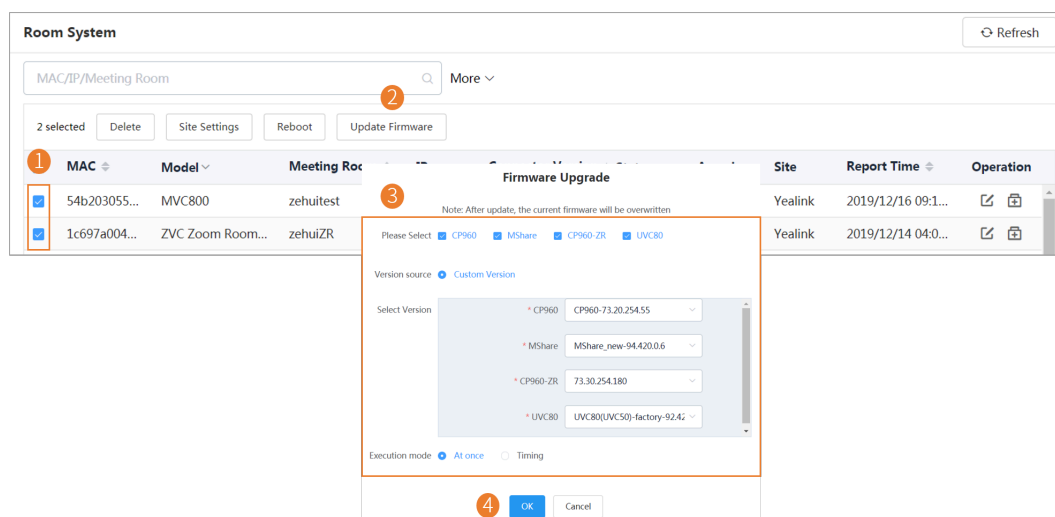 Room System
Refresh
MAC/IP/Meeting Room
More
2
2 selected Delete Site Settings Reboot Update Firmware
1
MAC Model Meeting Site Report Time Operation
54b203055... MVC800 zehuitest Yealink 2019/12/16 09:1...
1c697a004... ZVC Zoom Room... zehuiZR Yealink 2019/12/14 04:0...
Firmware Upgrade
3
Note: After update, the current firmware will be overwritten
Please Select CP960 MShare CP960-ZR UVC80
Version source Custom Version
Select Version * CP960 CP960-73.20.254.55
* MShare MShare_new-94.420.0.6
* CP960-ZR 73.30.254.180
* UVC80 UVC80(UVC50)-factory-92.42
Execution mode At once Timing
4
OK Cancel